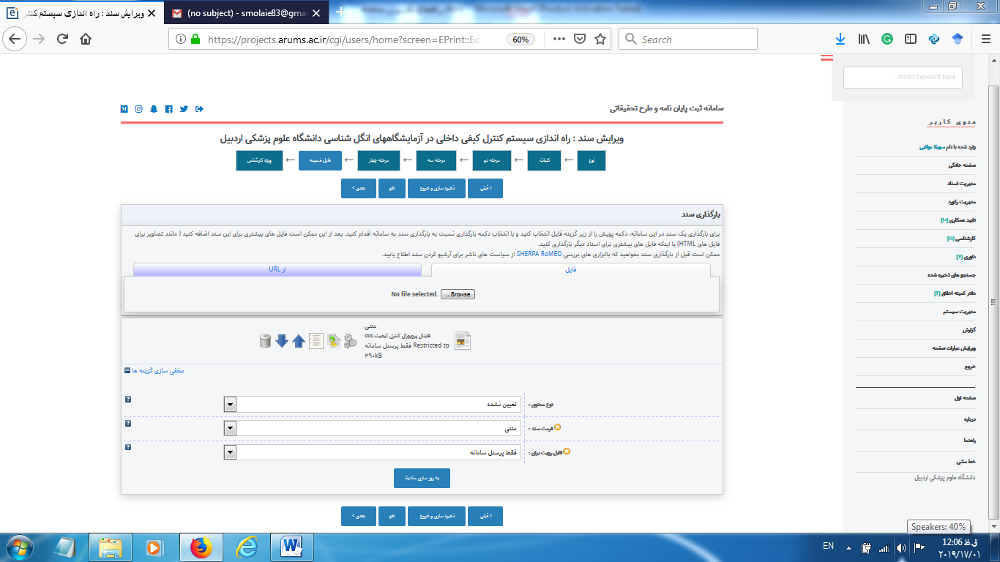 ویرایش سند : راه اندازی سیستم کنتر
(no subject) - smolaie83@gma
https://projects.arums.ac.ir/cgi/users/home?screen=EPrint::Ed
60%
Search
Insert keyword here...
سامانه ثبت پایان نامه و طرح تحقیقاتی
منوی کاربر
وارد شده با نام سهیلا مولایی
صفحه خانگی
مدیریت اسناد
مدیریت رکورد
تایید همکاری [۱۰]
کارشناسی [۱۱]
داوری [۷]
جستجو های ذخیره شده
دفتر کمیته اخلاق [۲]
مدیریت سیستم
گزارش
ویرایش عبارات صفحه
خروج
صفحه اول
درباره
راهنما
خط مشی
دانشگاه علوم پزشکی اردبیل
ویرایش سند : راه اندازی سیستم کنترل کیفی داخلی در آزمایشگاههای انگل شناسی دانشگاه علوم پزشکی اردبیل
نوع ← کلیات ← مرحله دو ← مرحله سه ← مرحله چهار ← فایل ضمیمه ← ویژه کارشناس
< قبلی ذخیره سازی و خروج لغو بعدی >
بارگذاری سند
برای بارگذاری یک سند در این سامانه، دکمه پویش را از زیر گزینه فایل انتخاب کنید و با انتخاب دکمه بارگذاری نسبت به بارگذاری سند به سامانه اقدام کنید. بعد از این ممکن است فایل های بیشتری برای این سند اضافه کنید ( مانند تصاویر برای
فایل های HTML) یا اینکه فایل های بیشتری برای اسناد دیگر بارگذاری کنید.
ممکن است قبل از بارگذاری سند بخواهید که باابزاری های بررسی SHERPA RoMEO از سیاست های ناشر برای آرشیو کردن سند اطلاع یابید.
فایل
از URL
Browse... No file selected.
متنی
فاینال پروپوزال کنترل کیفیت.doc
Restricted to فقط پرسنل سامانه
۳۹۰kB
مخفی سازی گزینه ها
نوع محتوی : تعیین نشده
فرمت سند : متنی
قابل رویت برای : فقط پرسنل سامانه
به روز سازی متادیتا
< قبلی ذخیره سازی و خروج لغو بعدی >
Speakers: 40%
EN
12:06 ق.ظ
۲۰۱۹/۱۷/۰۱